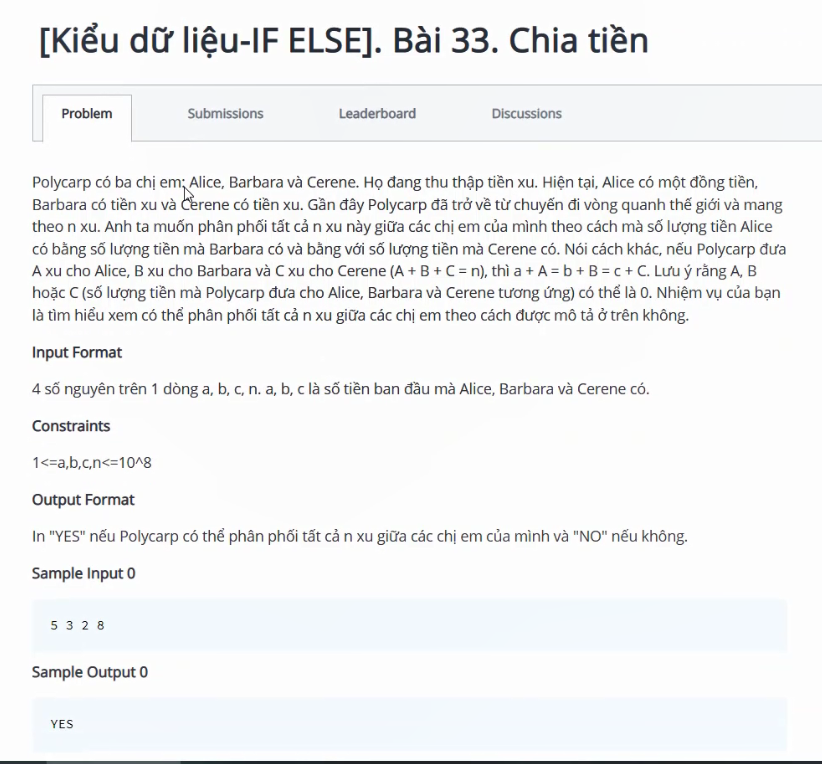 [Kiểu dữ liệu-IF ELSE]. Bài 33. Chia tiền
Problem Submissions Leaderboard Discussions
Polycarp có ba chị em: Alice, Barbara và Cerene. Họ đang thu thập tiền xu. Hiện tại, Alice có một đồng tiền,
Barbara có tiền xu và Cerene có tiền xu. Gần đây Polycarp đã trở về từ chuyến đi vòng quanh thế giới và mang
theo n xu. Anh ta muốn phân phối tất cả n xu này giữa các chị em của mình theo cách mà số lượng tiền Alice
có bằng số lượng tiền mà Barbara có và bằng với số lượng tiền mà Cerene có. Nói cách khác, nếu Polycarp đưa
A xu cho Alice, B xu cho Barbara và C xu cho Cerene (A + B + C = n), thì a + A = b + B = c + C. Lưu ý rằng A, B
hoặc C (số lượng tiền mà Polycarp đưa cho Alice, Barbara và Cerene tương ứng) có thể là 0. Nhiệm vụ của bạn
là tìm hiểu xem có thể phân phối tất cả n xu giữa các chị em theo cách được mô tả ở trên không.
Input Format
4 số nguyên trên 1 dòng a, b, c, n. a, b, c là số tiền ban đầu mà Alice, Barbara và Cerene có.
Constraints
1<=a,b,c,n<=10^8
Output Format
In "YES" nếu Polycarp có thể phân phối tất cả n xu giữa các chị em của mình và "NO" nếu không.
Sample Input 0
5 3 2 8
Sample Output 0
YES